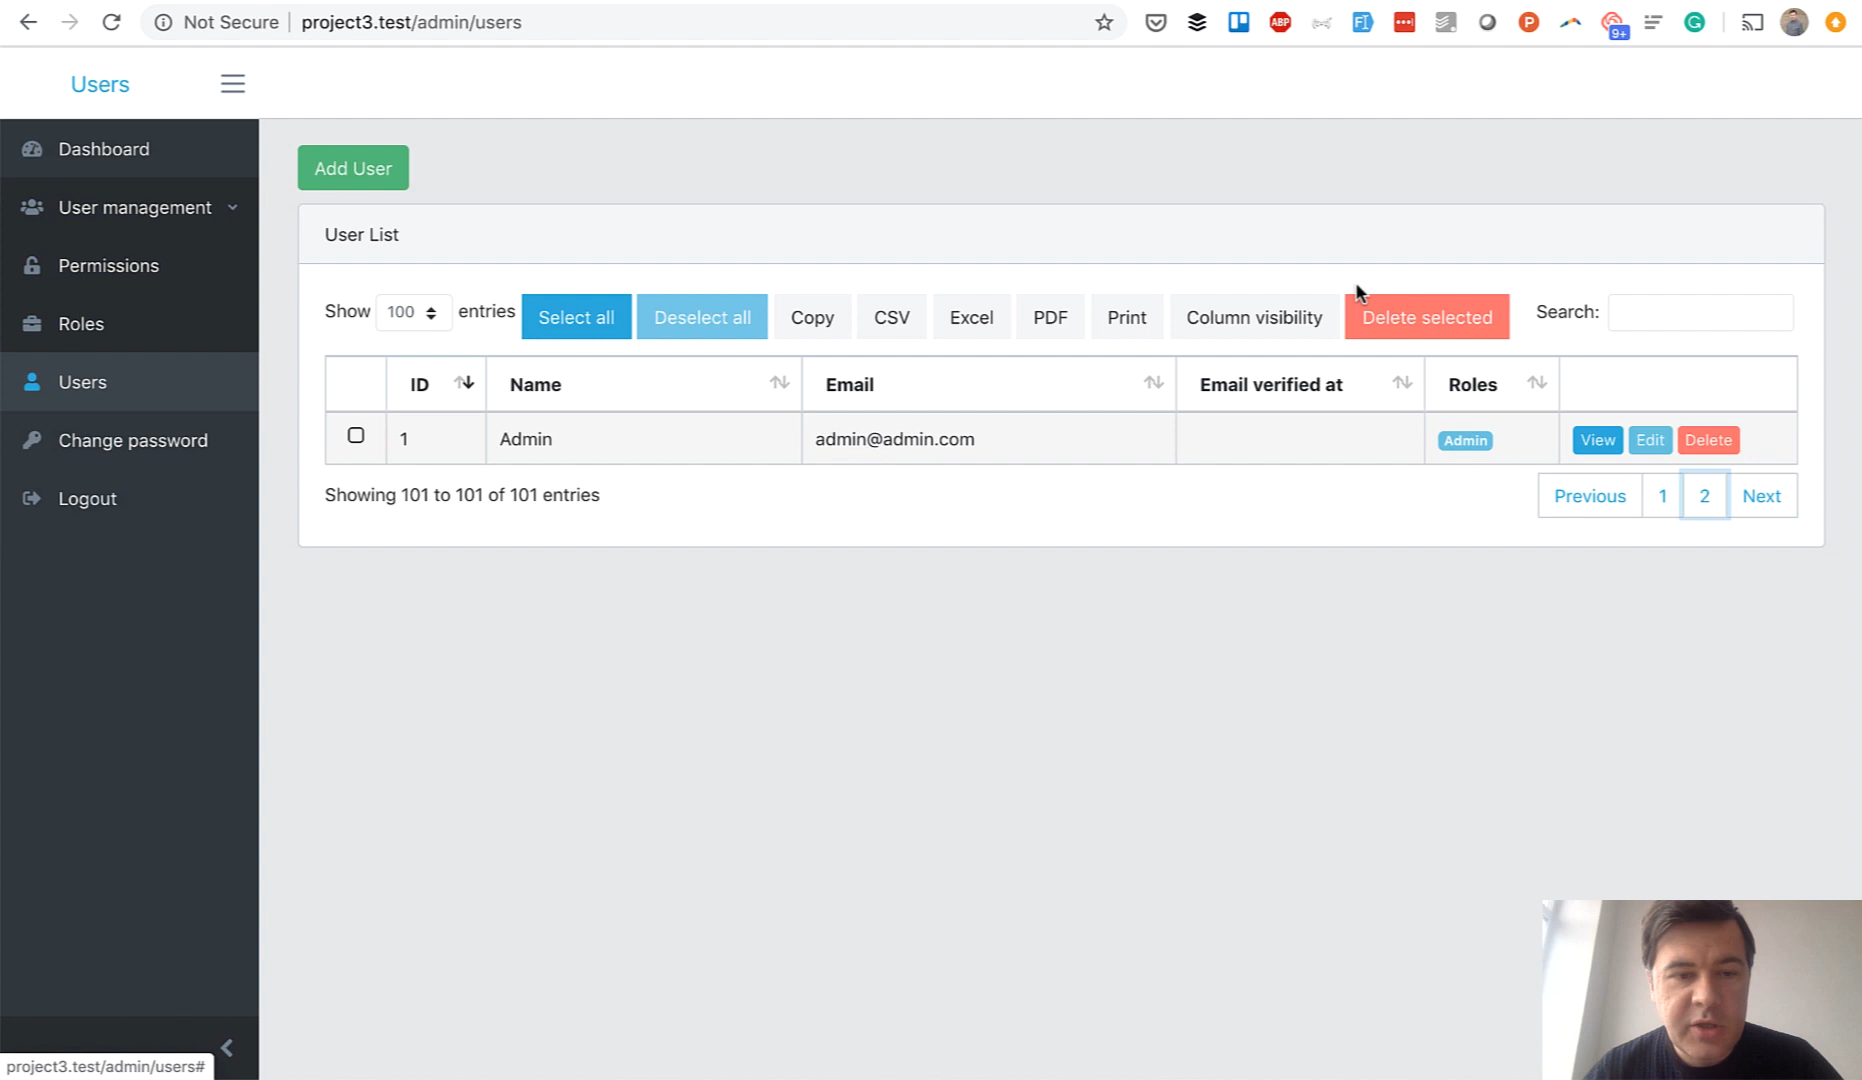 Not Secure | project3.test/admin/users
ABP
FI
P
9+
G
Users
Dashboard
User management
Permissions
Roles
Users
Change password
Logout
Add User
User List
Show 100 entries Select all Deselect all Copy CSV Excel PDF Print Column visibility Delete selected Search:
ID Name Email Email verified at Roles
1 Admin admin@admin.com Admin View Edit Delete
Showing 101 to 101 of 101 entries Previous 1 2 Next
project3.test/admin/users#